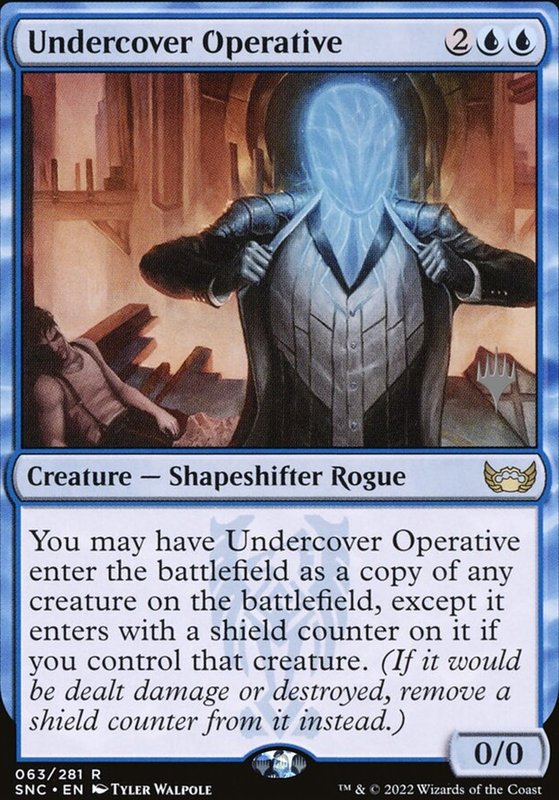 Undercover Operative 2
Creature — Shapeshifter Rogue
You may have Undercover Operative
enter the battlefield as a copy of any
creature on the battlefield, except it
enters with a shield counter on it if
you control that creature. (If it would
be dealt damage or destroyed, remove a
shield counter from it instead.)
0/0
063/281 R
SNC • EN Tyler Walpole
™ & © 2022 Wizards of the Coast